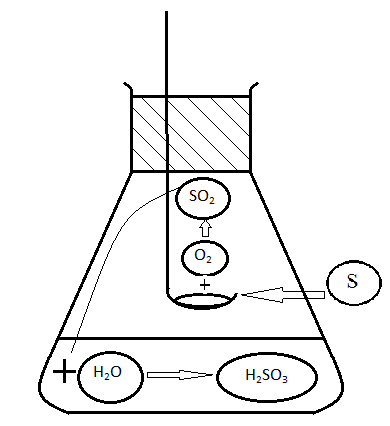 SO₂
O₂
+
S
+ H₂O H₂SO₃